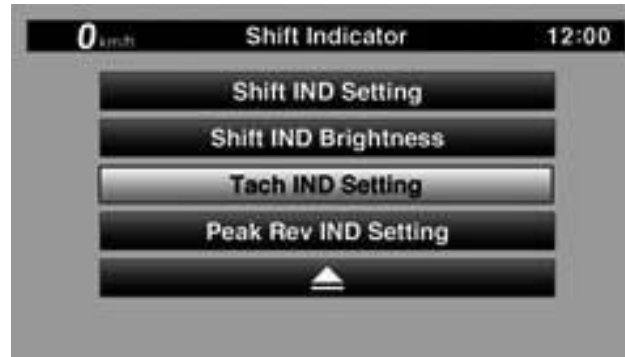 0 km/h Shift Indicator 12:00
Shift IND Setting
Shift IND Brightness
Tach IND Setting
Peak Rev IND Setting